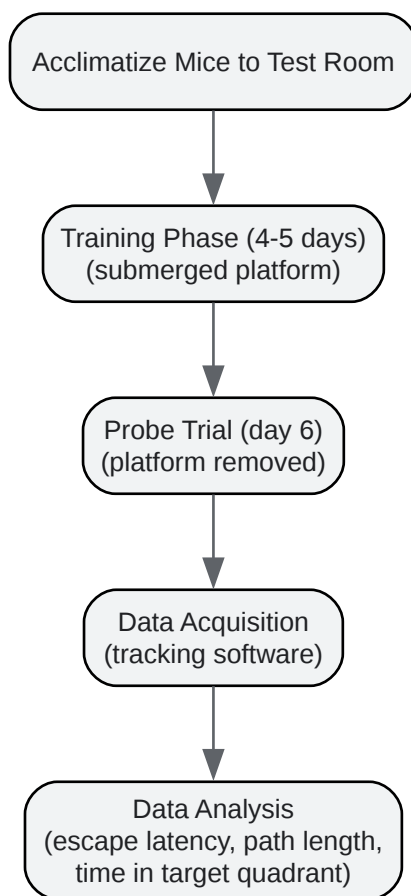 Acclimatize Mice to Test Room
Training Phase (4-5 days)
(submerged platform)
Probe Trial (day 6)
(platform removed)
Data Acquisition
(tracking software)
Data Analysis
(escape latency, path length,
time in target quadrant)